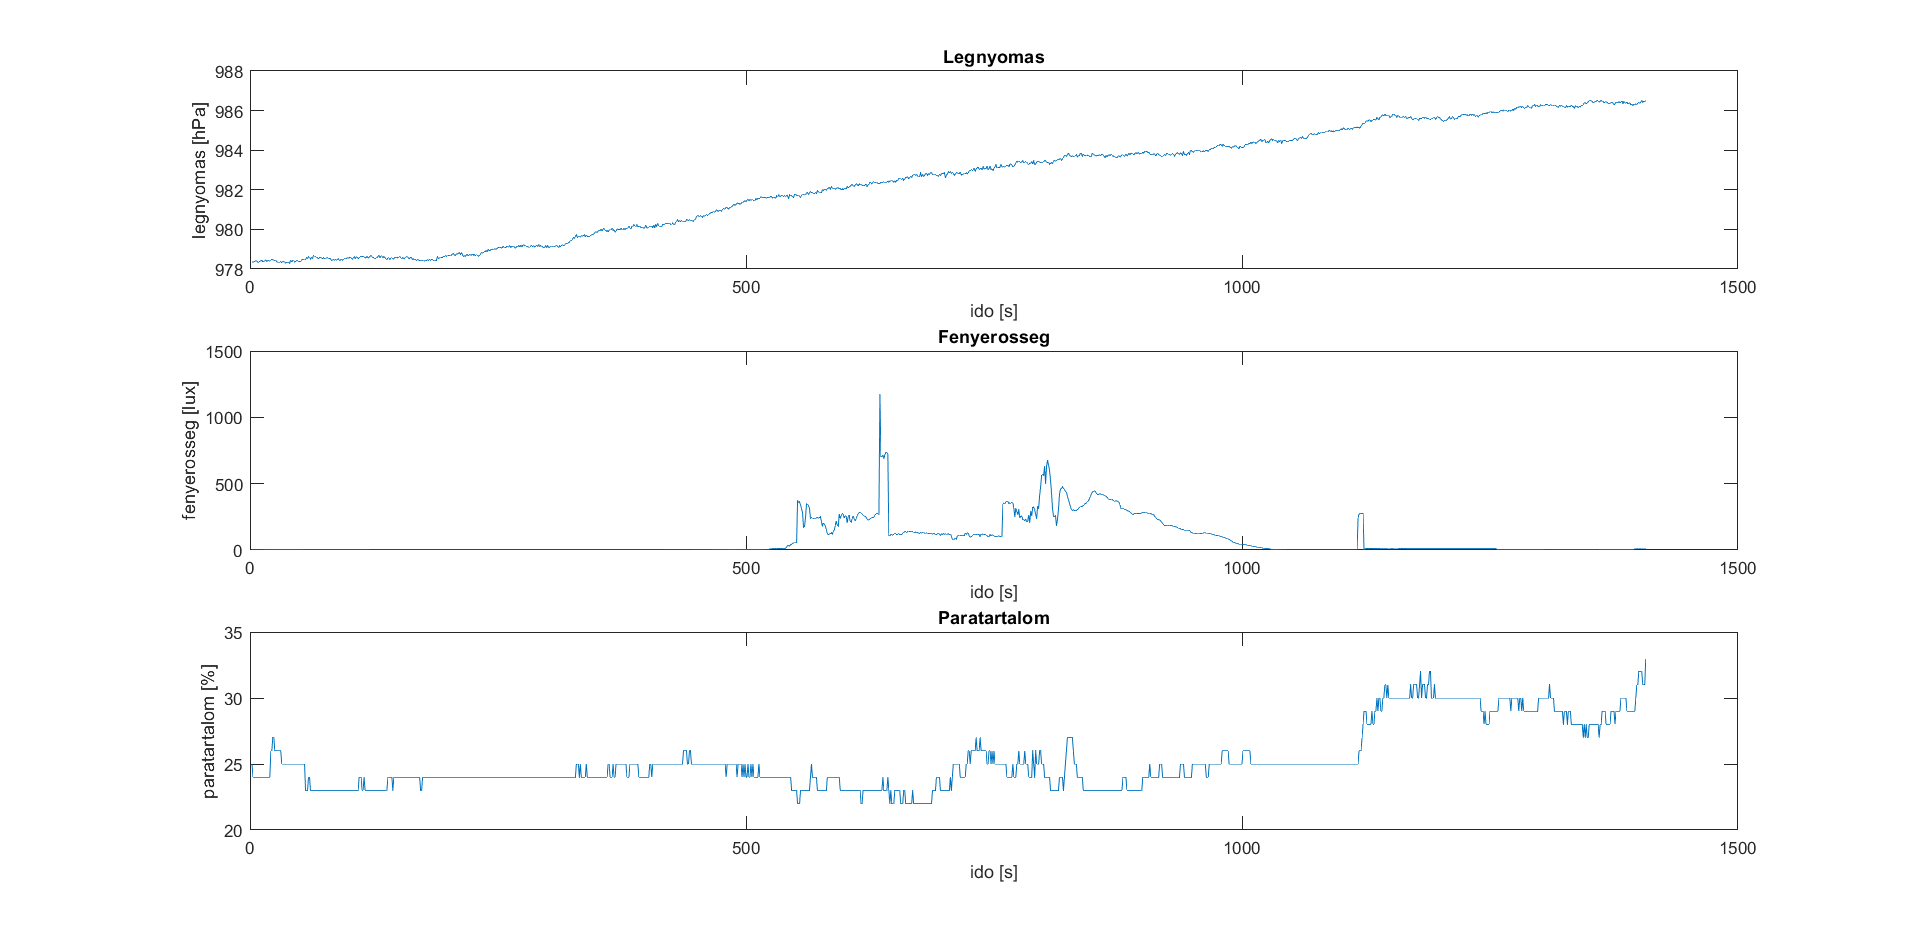 Legnyomas
988
986
984
982
980
978
legnyomas [hPa]
0 500 1000 1500
ido [s]
Fenyerosseg
1500
1000
500
0
fenyerosseg [lux]
0 500 1000 1500
ido [s]
Paratartalom
35
30
25
20
paratartalom [%]
0 500 1000 1500
ido [s]